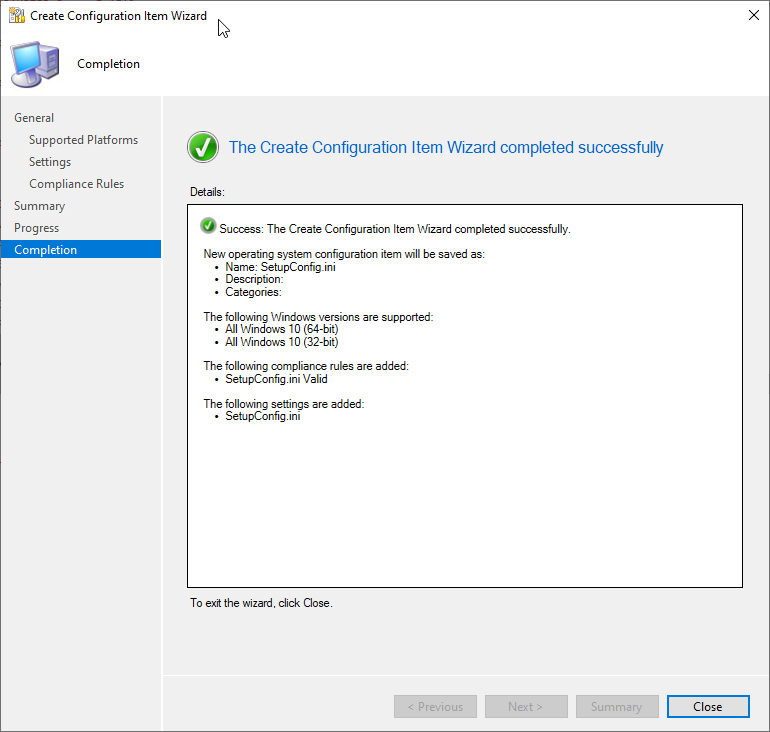 Create Configuration Item Wizard
Completion
General
Supported Platforms
Settings
Compliance Rules
Summary
Progress
Completion
The Create Configuration Item Wizard completed successfully
Details:
Success: The Create Configuration Item Wizard completed successfully.
New operating system configuration item will be saved as:
• Name: SetupConfig.ini
• Description:
• Categories:
The following Windows versions are supported:
• All Windows 10 (64-bit)
• All Windows 10 (32-bit)
The following compliance rules are added:
• SetupConfig.ini Valid
The following settings are added:
• SetupConfig.ini
To exit the wizard, click Close.
< Previous
Next >
Summary
Close